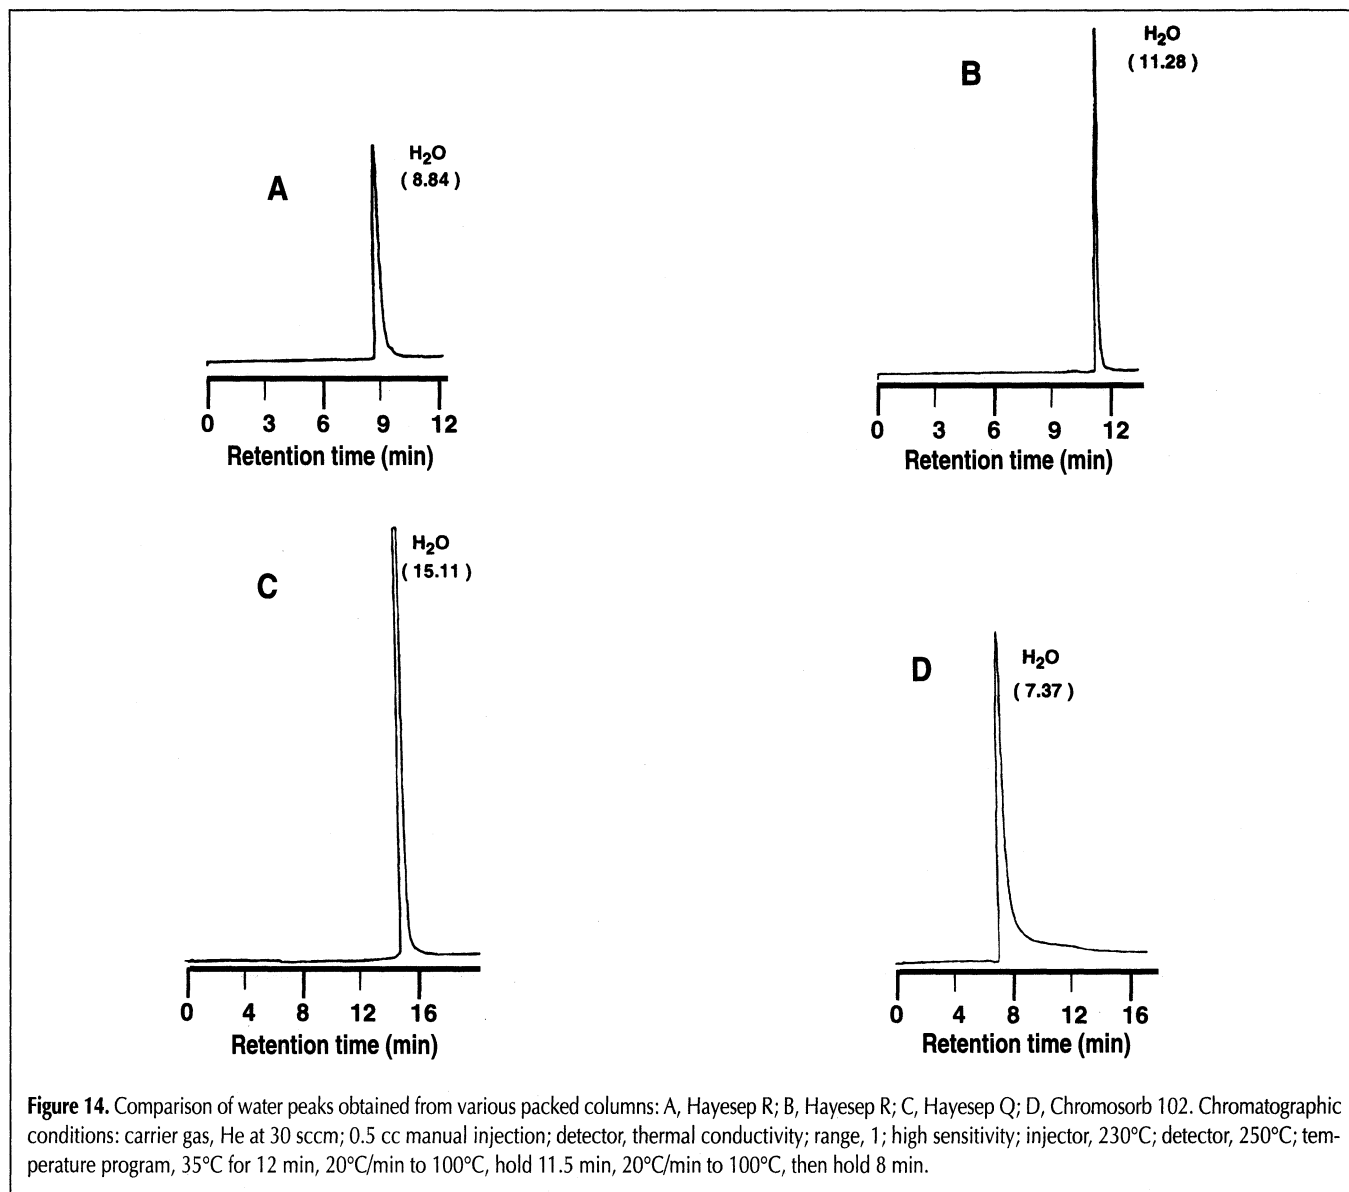 A
H2O
( 8.84 )
0 3 6 9 12
Retention time (min)
B
H2O
( 11.28 )
0 3 6 9 12
Retention time (min)
C
H2O
( 15.11 )
0 4 8 12 16
Retention time (min)
D
H2O
( 7.37 )
0 4 8 12 16
Retention time (min)
Figure 14. Comparison of water peaks obtained from various packed columns: A, Hayesep R; B, Hayesep R; C, Hayesep Q; D, Chromosorb 102. Chromatographic
conditions: carrier gas, He at 30 sccm; 0.5 cc manual injection; detector, thermal conductivity; range, 1; high sensitivity; injector, 230°C; detector, 250°C; tem-
perature program, 35°C for 12 min, 20°C/min to 100°C, hold 11.5 min, 20°C/min to 100°C, then hold 8 min.